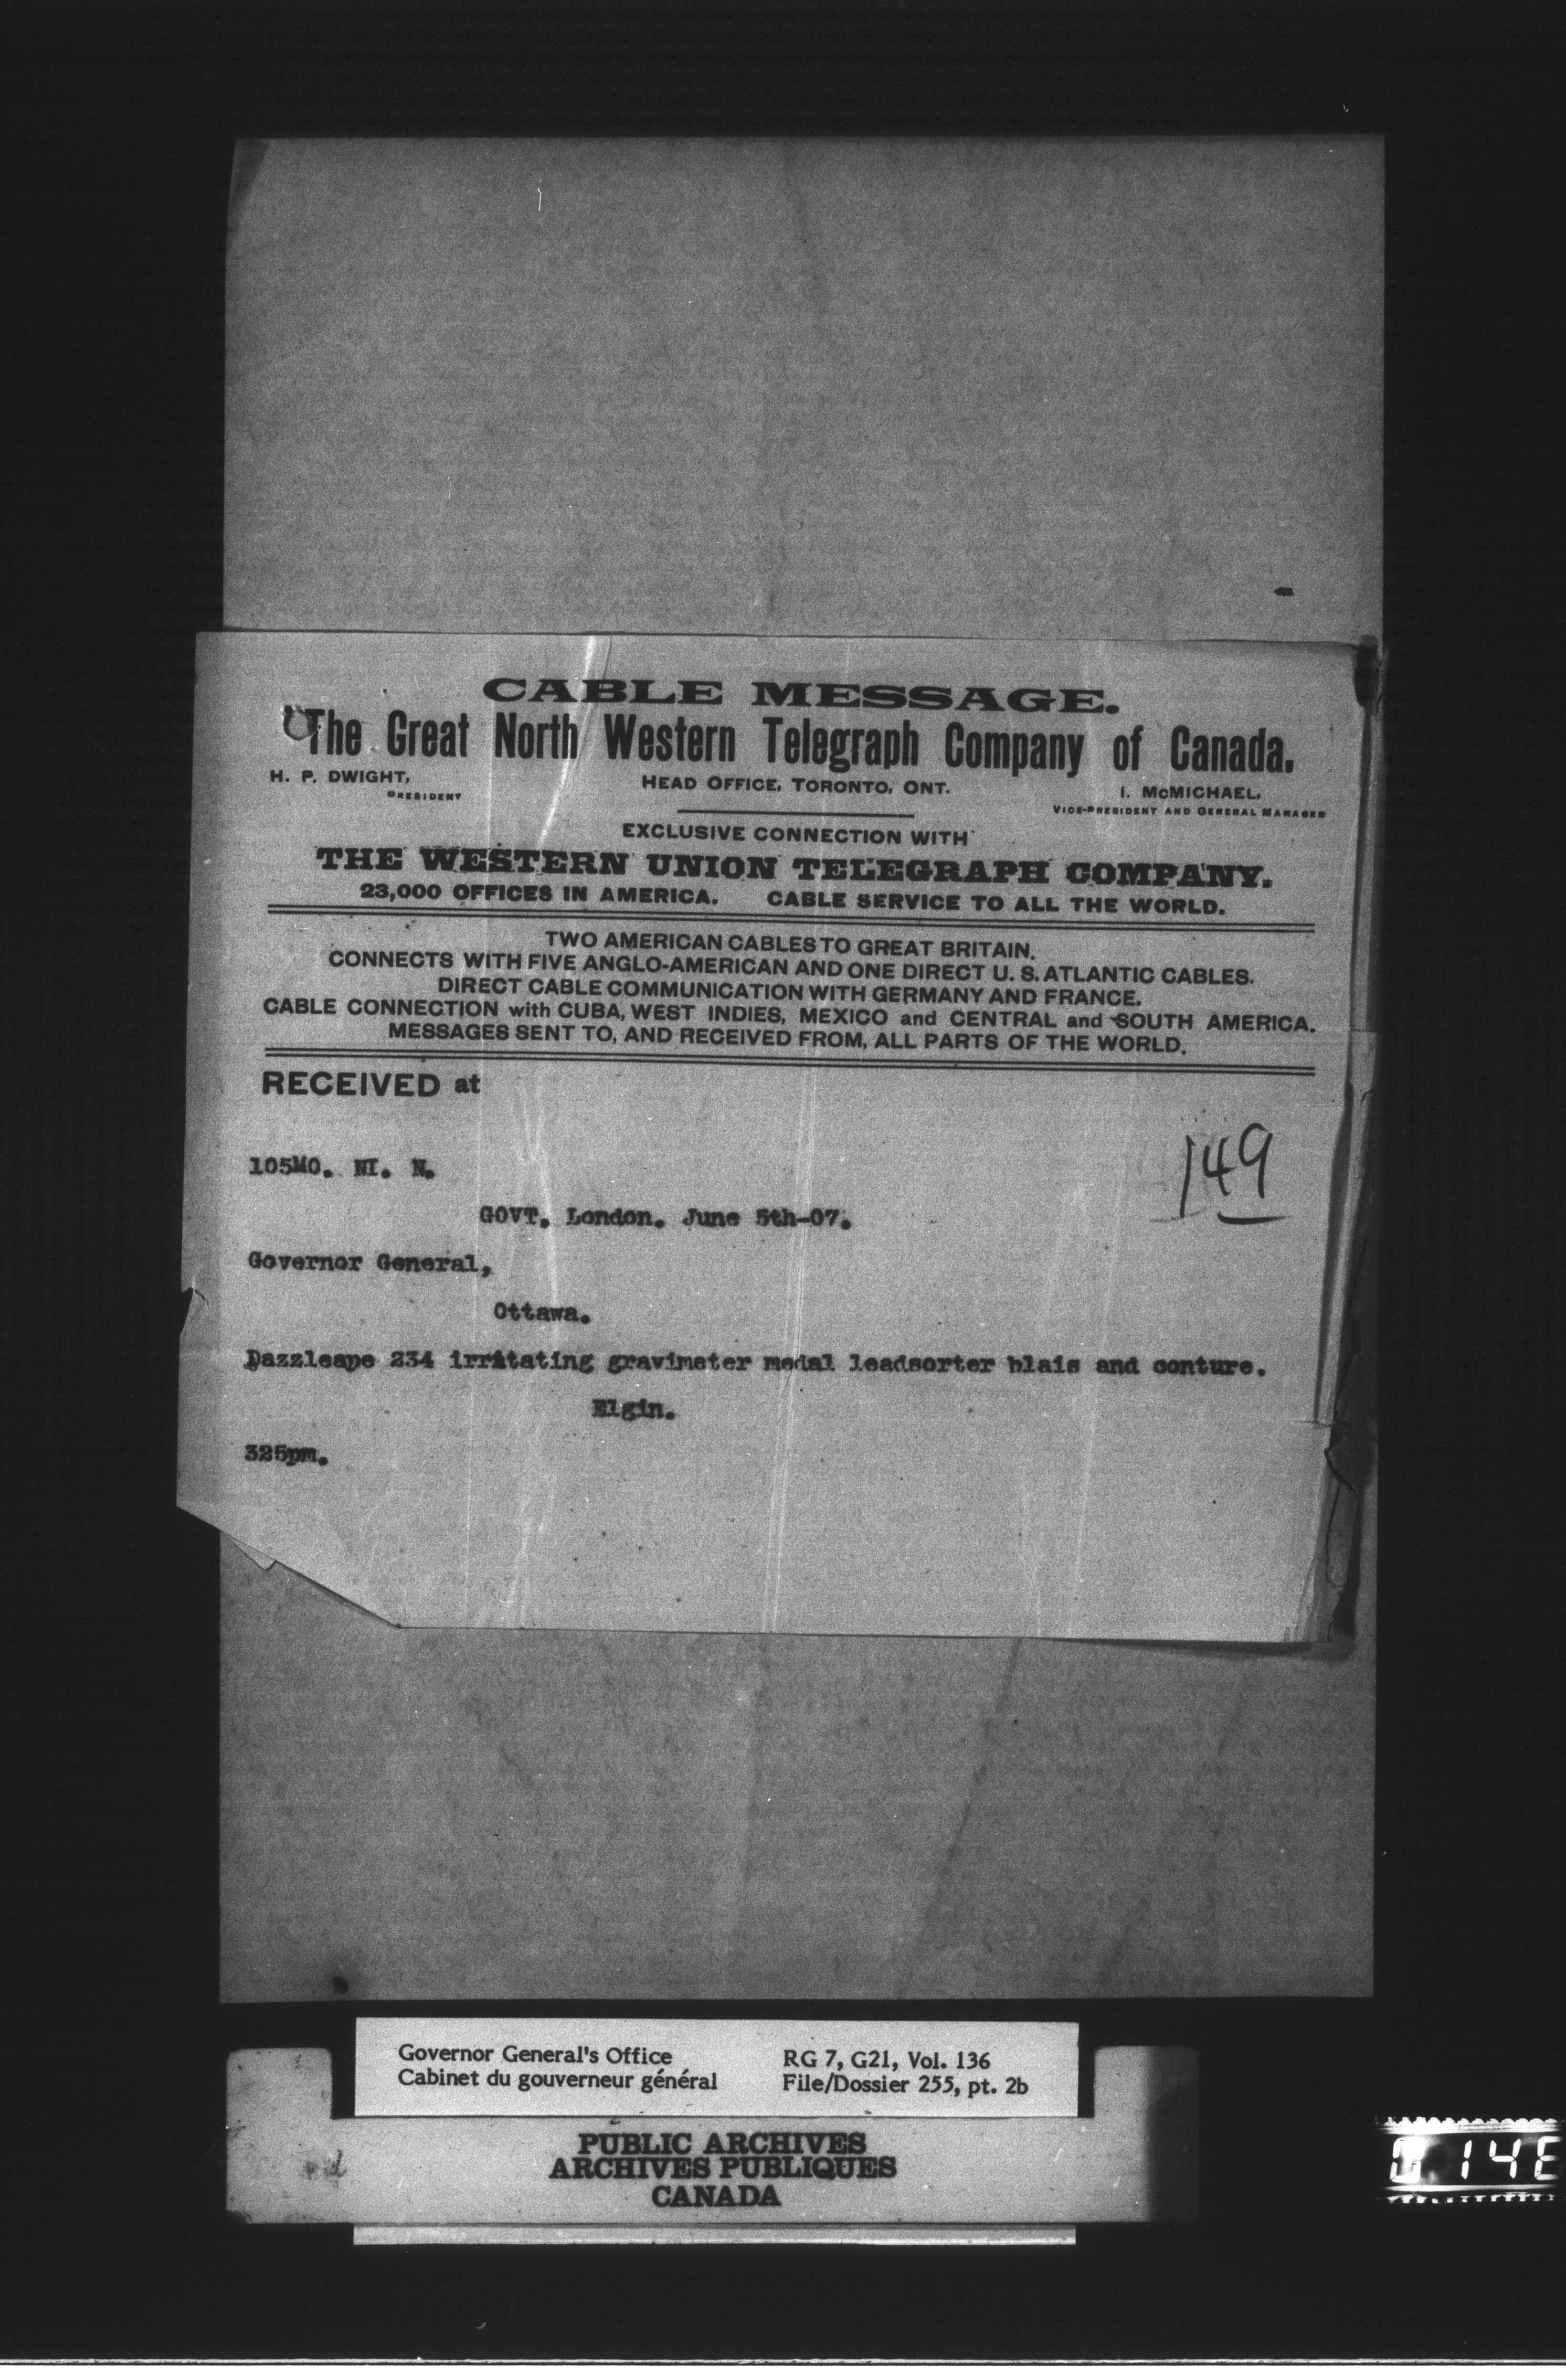 CABLE MESSAGE.
The Great North Western Telegraph Company of Canada.
H. P. DWIGHT,
PRESIDENT
HEAD OFFICE, TORONTO, ONT.
I. McMICHAEL,
VICE-PRESIDENT AND GENERAL MANAGER
EXCLUSIVE CONNECTION WITH
THE WESTERN UNION TELEGRAPH COMPANY.
23,000 OFFICES IN AMERICA. CABLE SERVICE TO ALL THE WORLD.
TWO AMERICAN CABLES TO GREAT BRITAIN.
CONNECTS WITH FIVE ANGLO-AMERICAN AND ONE DIRECT U. S. ATLANTIC CABLES.
DIRECT CABLE COMMUNICATION WITH GERMANY AND FRANCE.
CABLE CONNECTION with CUBA, WEST INDIES, MEXICO and CENTRAL and SOUTH AMERICA.
MESSAGES SENT TO, AND RECEIVED FROM, ALL PARTS OF THE WORLD.
RECEIVED at
149
105MO. NI. N.
GOVT. London. June 5th-07.
Governor General,
Ottawa.
Dazzleape 234 irritating gravimeter medal leadsorter blais and conture.
Elgin.
325pm.
Governor General's Office
Cabinet du gouverneur général
RG 7, G21, Vol. 136
File/Dossier 255, pt. 2b
PUBLIC ARCHIVES
ARCHIVES PUBLIQUES
CANADA